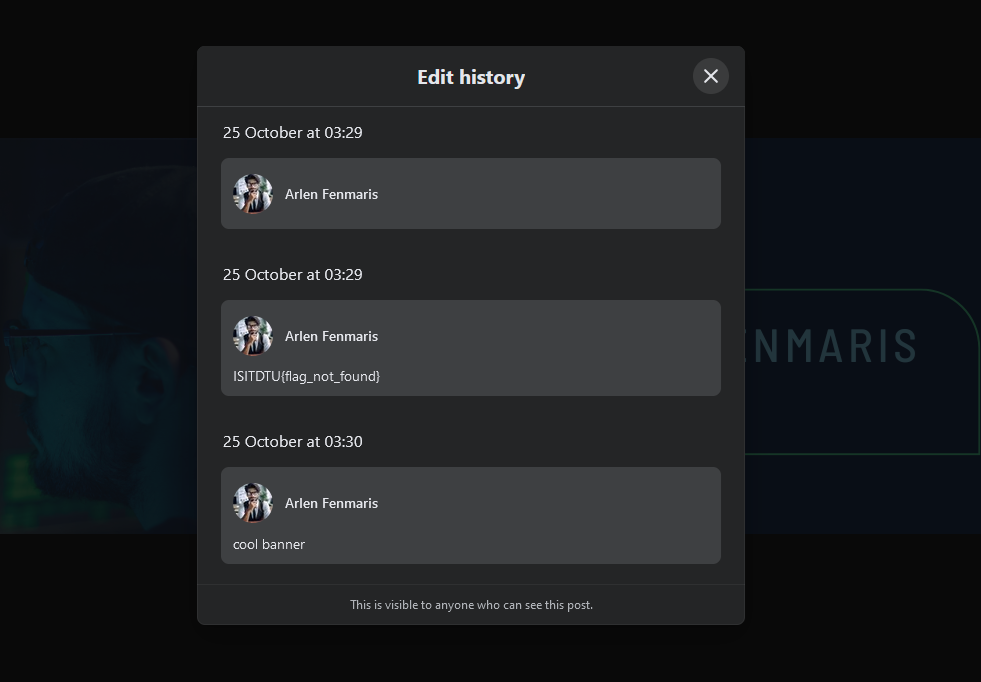 Edit history
25 October at 03:29
Arlen Fenmaris
25 October at 03:29
Arlen Fenmaris
ISITDTU{flag_not_found}
ENMARIS
25 October at 03:30
Arlen Fenmaris
cool banner
This is visible to anyone who can see this post.